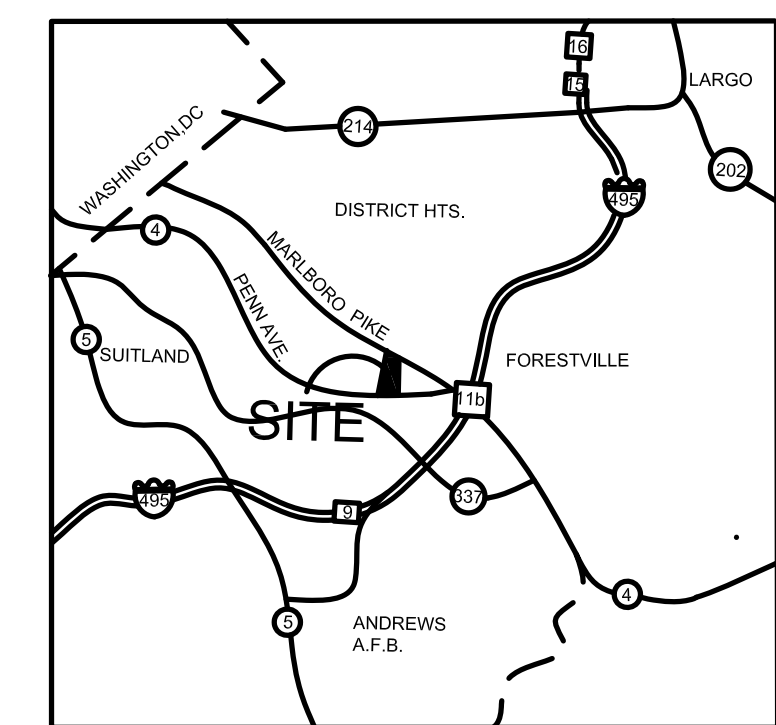 16
LARGO
15
WASHINGTON,DC
214
202
495
DISTRICT HTS.
4
MARLBORO PIKE
PENN AVE.
5
SUITLAND
FORESTVILLE
11b
SITE
495
337
9
4
5
ANDREWS
A.F.B.